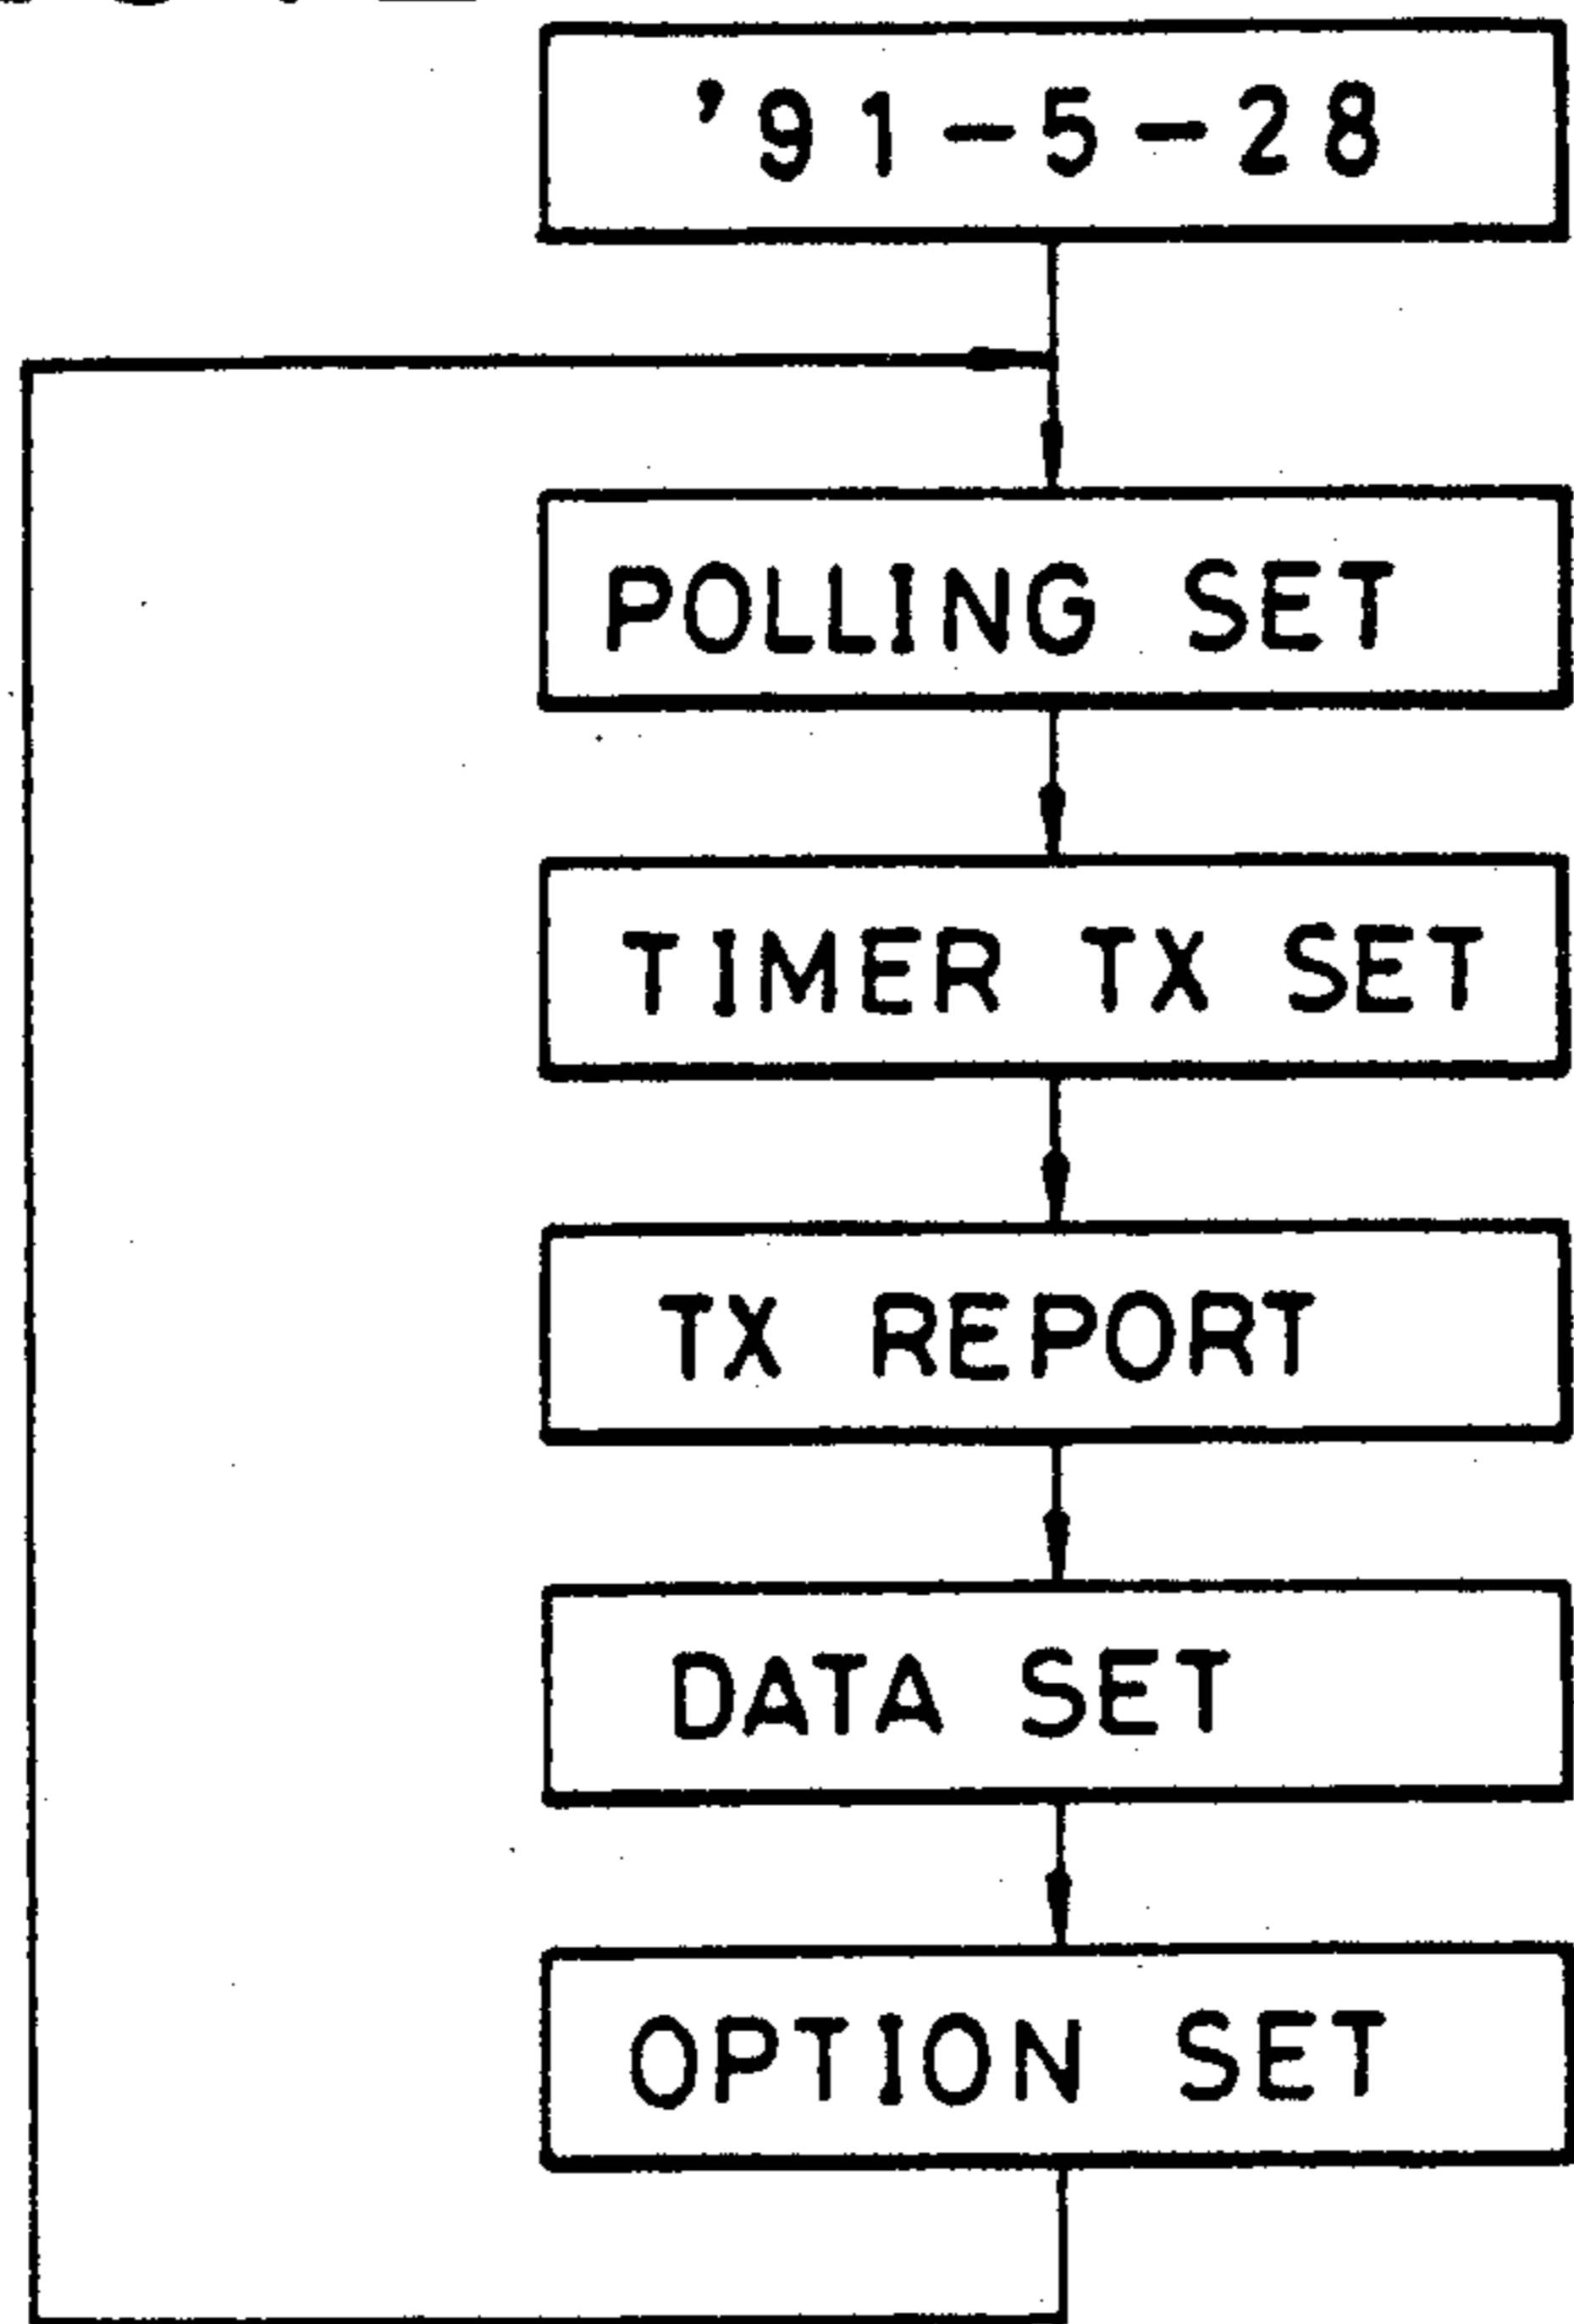 '91-5-28
POLLING SET
TIMER TX SET
TX REPORT
DATA SET
OPTION SET